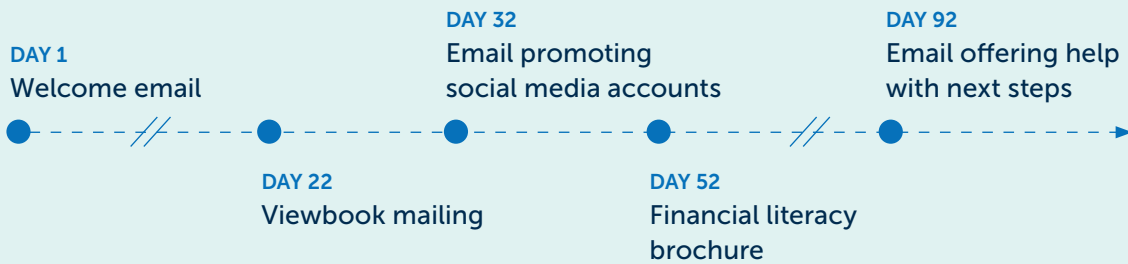 DAY 1
Welcome email
DAY 22
Viewbook mailing
DAY 32
Email promoting
social media accounts
DAY 52
Financial literacy
brochure
DAY 92
Email offering help
with next steps